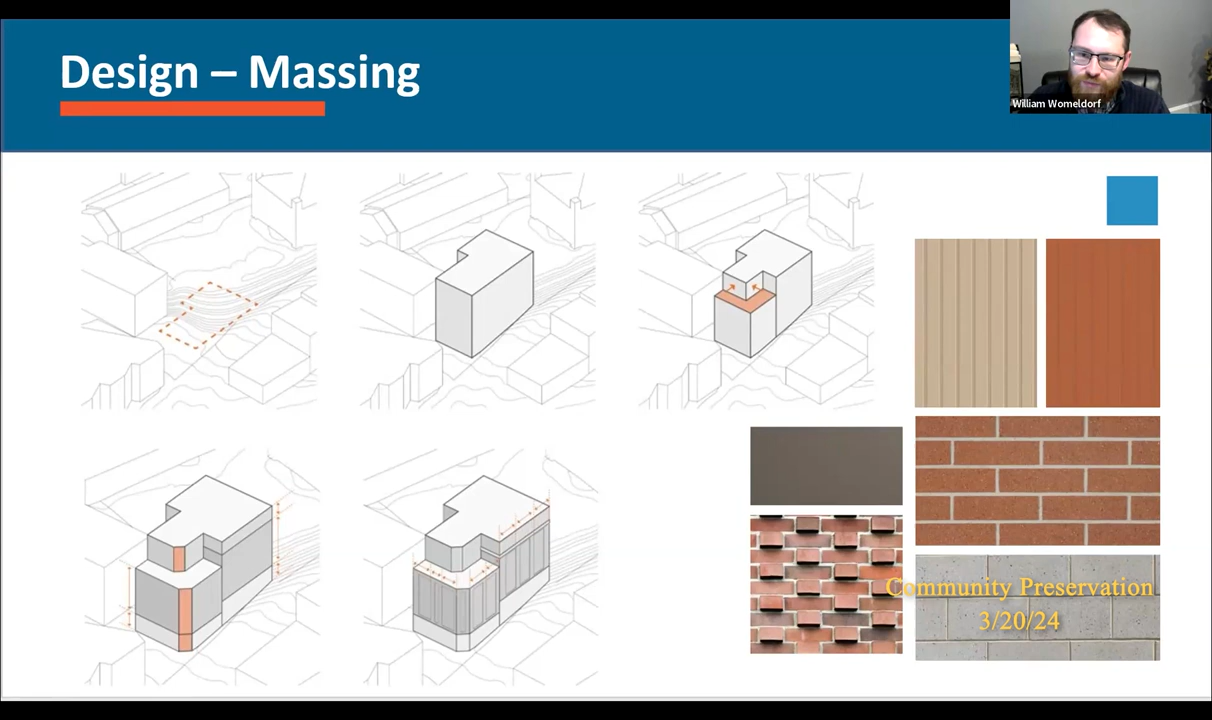 Design – Massing
William Womeldorf
Community Preservation
3/20/24